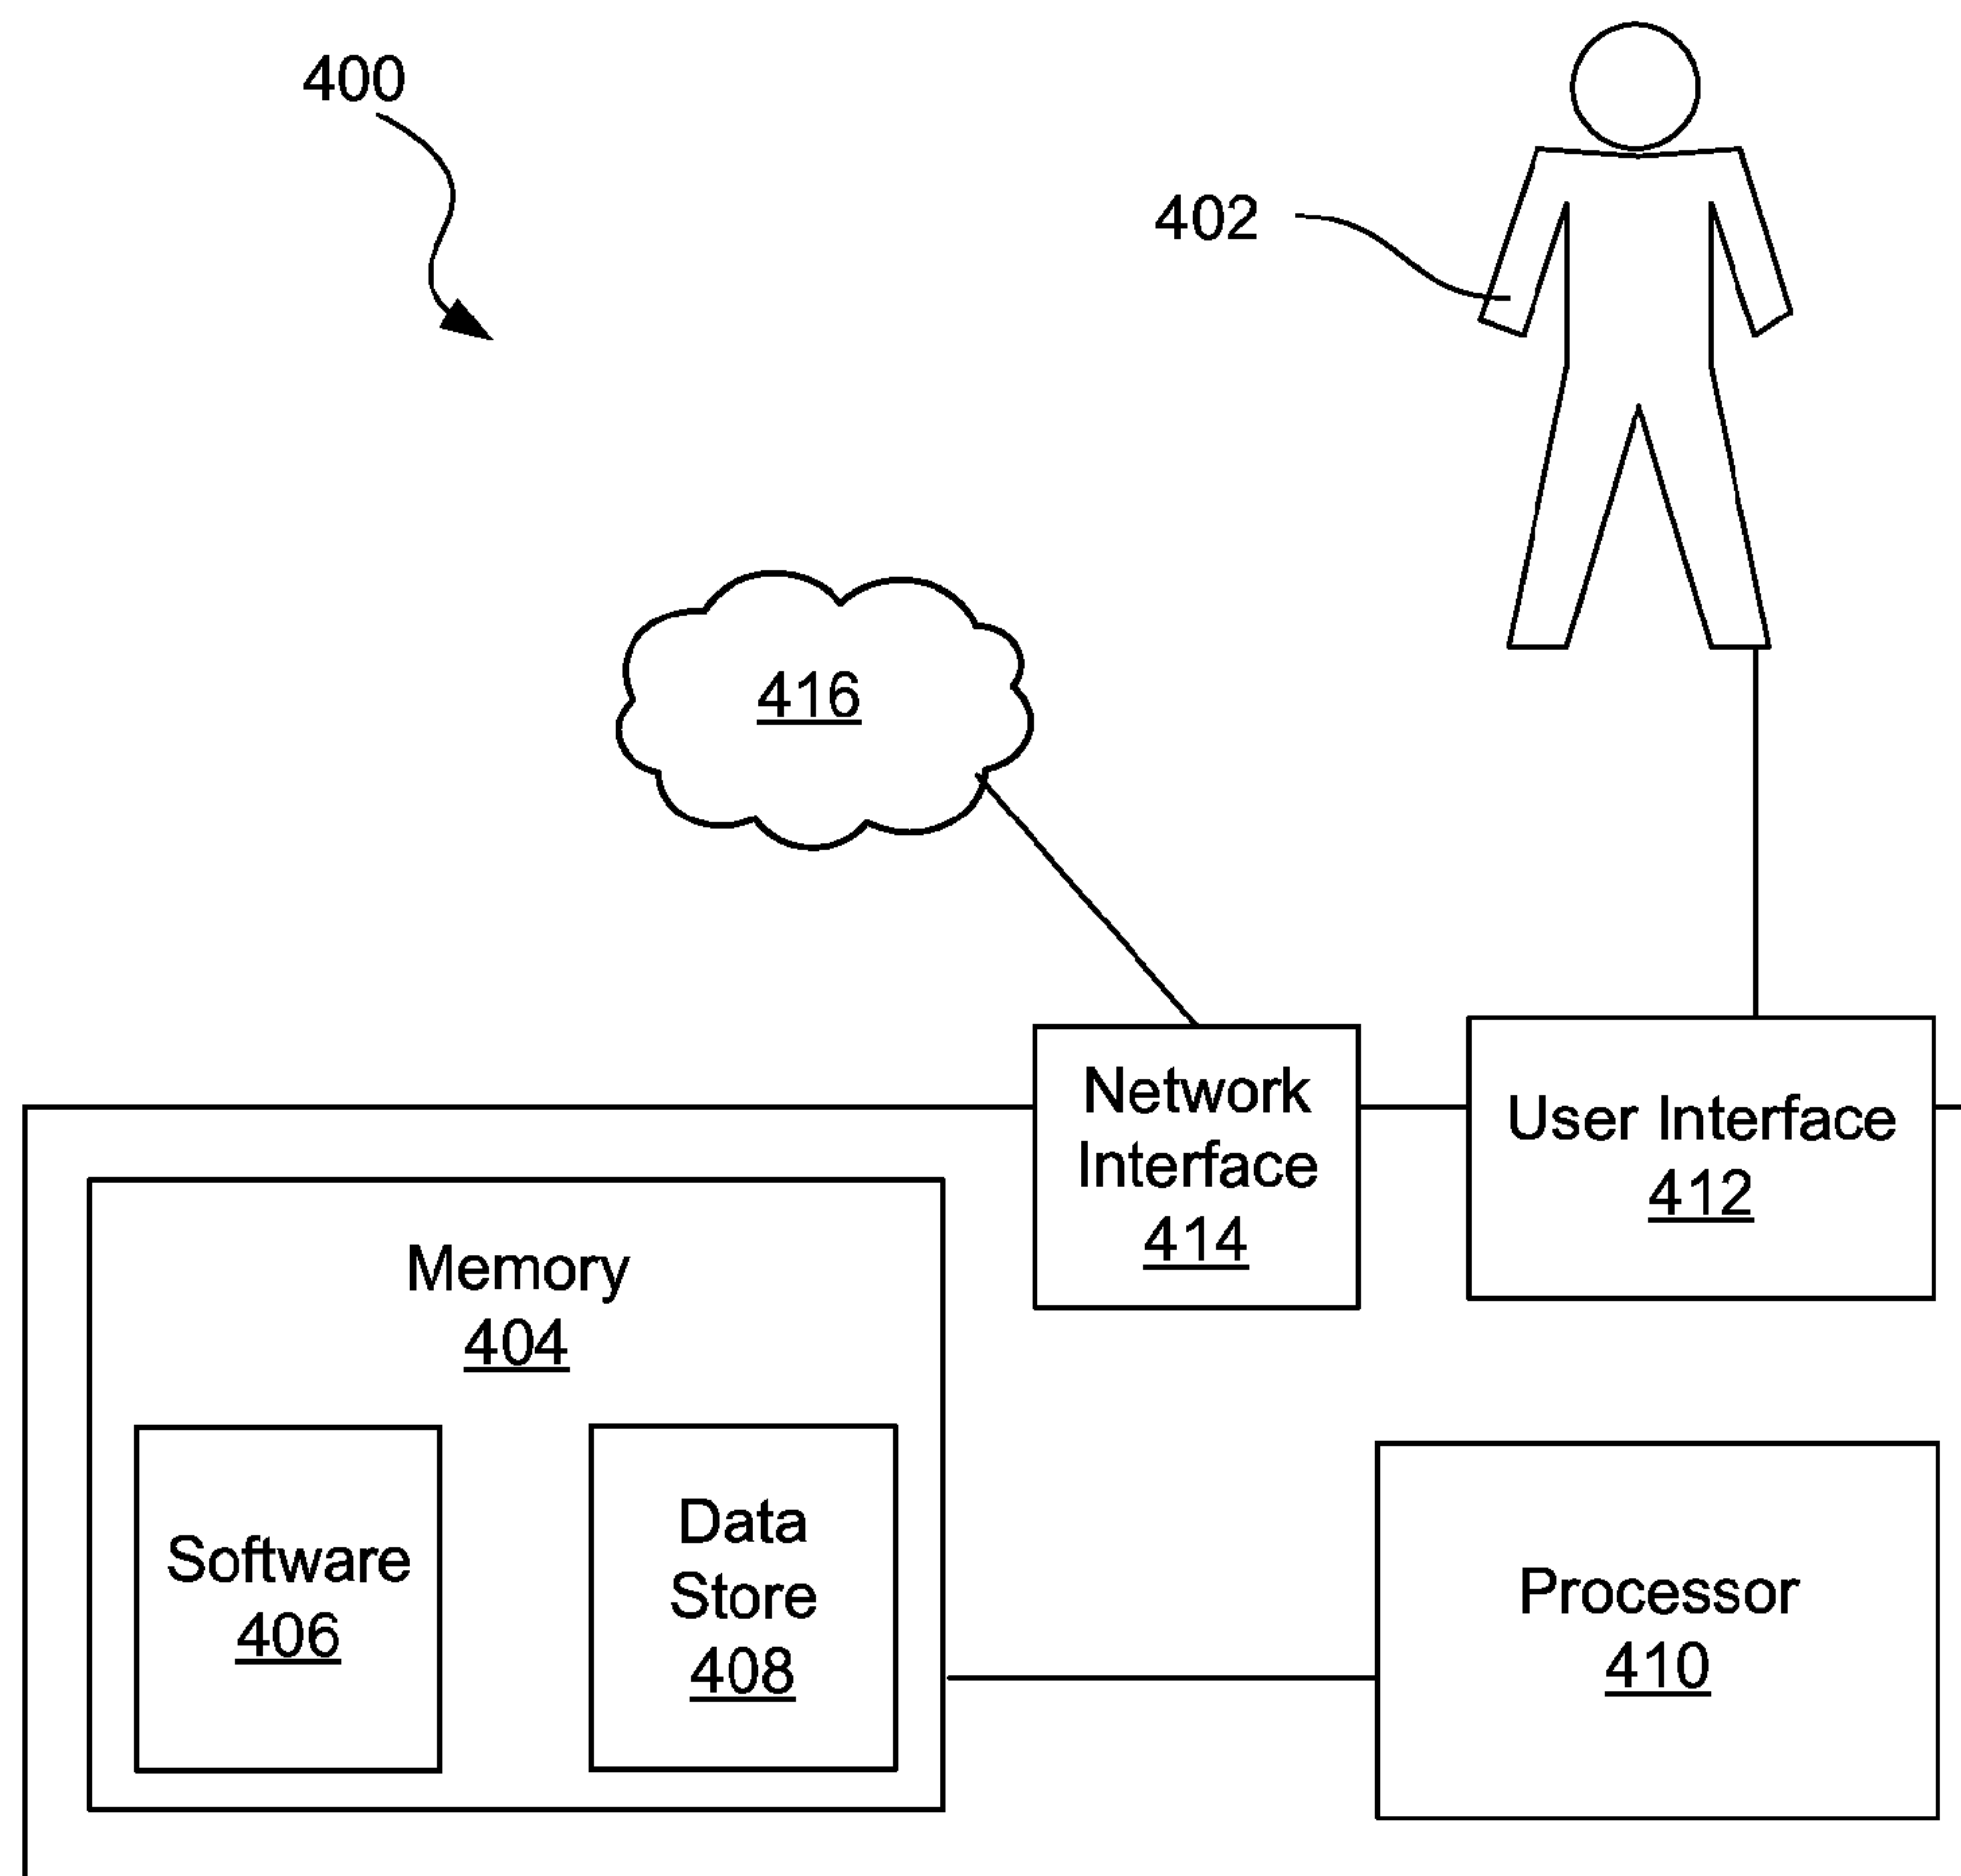 400
402
416
Network
Interface
414
User Interface
412
Memory
404
Software
406
Data
Store
408
Processor
410